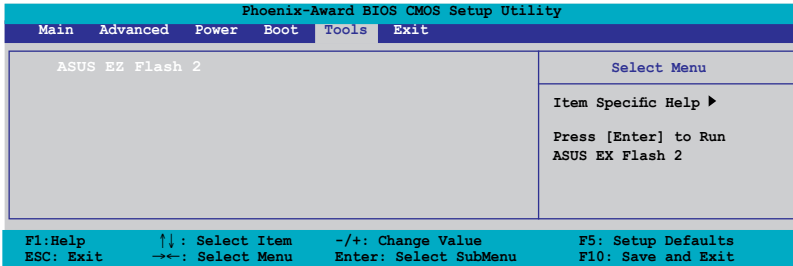 Phoenix-Award BIOS CMOS Setup Utility
Main Advanced Power Boot Tools Exit
ASUS EZ Flash 2
Select Menu
Item Specific Help ▶
Press [Enter] to Run
ASUS EX Flash 2
F1:Help ↑↓: Select Item -/+: Change Value F5: Setup Defaults
ESC: Exit →←: Select Menu Enter: Select SubMenu F10: Save and Exit